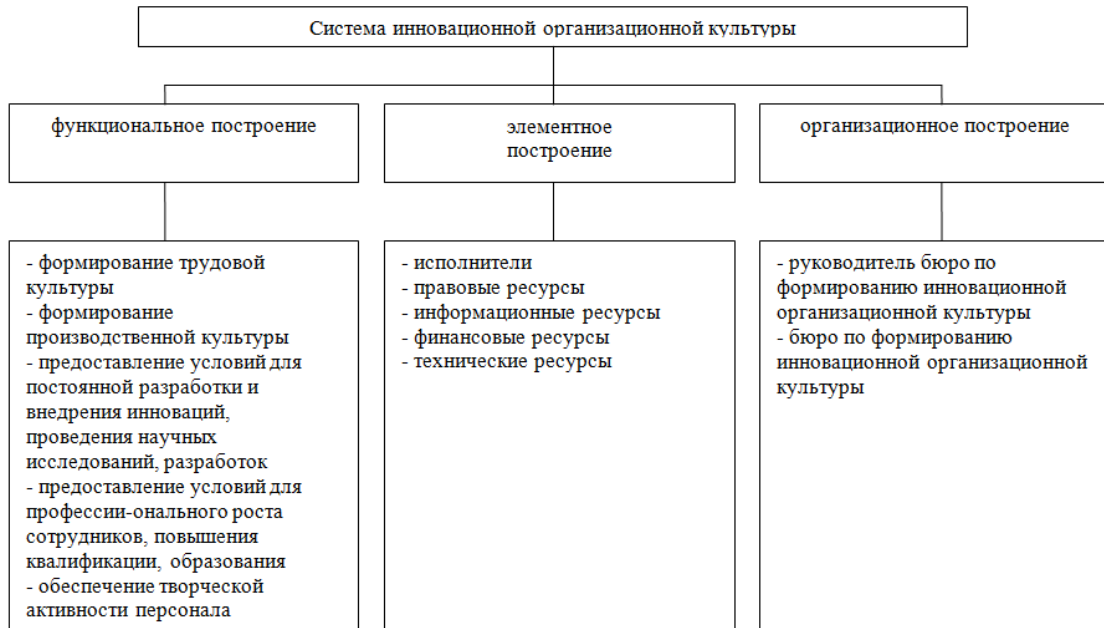 Система инновационной организационной культуры
функциональное построение
элементное
построение
организационное построение
- формирование трудовой
культуры
- формирование
производственной культуры
- предоставление условий для
постоянной разработки и
внедрения инноваций,
проведения научных
исследований, разработок
- предоставление условий для
профессии-онального роста
сотрудников, повышения
квалификации, образования
- обеспечение творческой
активности персонала
- исполнители
- правовые ресурсы
- информационные ресурсы
- финансовые ресурсы
- технические ресурсы
- руководитель бюро по
формированию инновационной
организационной культуры
- бюро по формированию
инновационной организационной
культуры